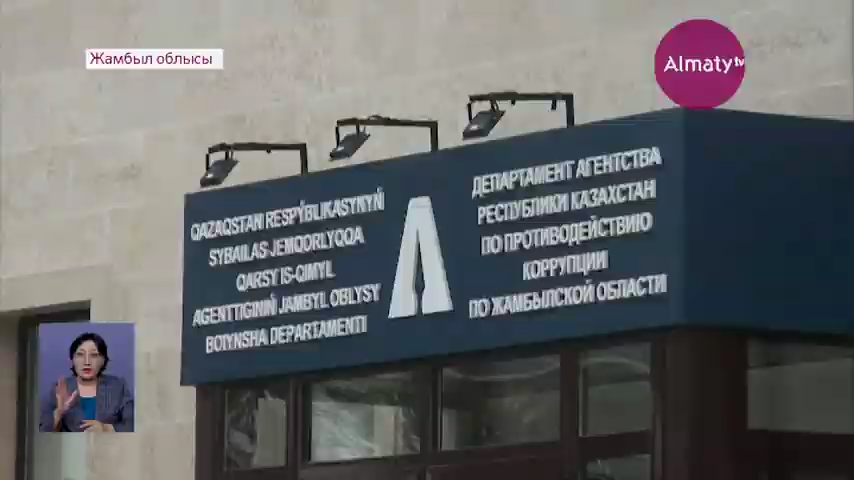 Жамбыл облысы
Almaty tv
QAZAQSTAN RESPÝBLIKASYNYŃ
SYBAILAS JEMQORLYQQA
QARSY IS-QIMYL
AGENTTIGINIŃ JAMBYL OBLYSY
BOIYNSHA DEPARTAMENTI
ДЕПАРТАМЕНТ АГЕНТСТВА
РЕСПУБЛИКИ КАЗАХСТАН
ПО ПРОТИВОДЕЙСТВИЮ
КОРРУПЦИИ
ПО ЖАМБЫЛСКОЙ ОБЛАСТИ